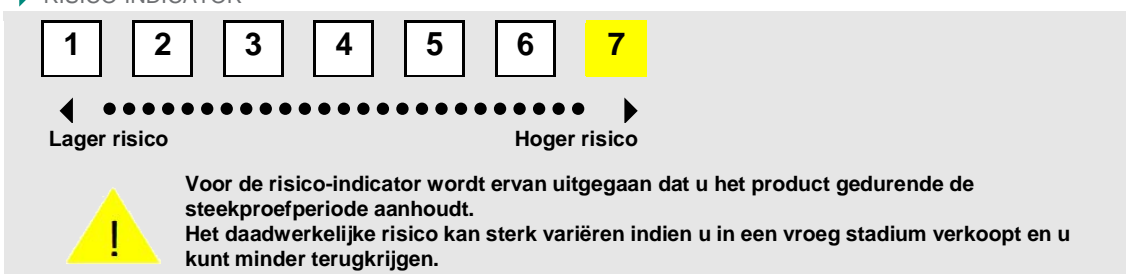 RISICO-INDICATOR
1 2 3 4 5 6 7
Lager risico Hoger risico
Voor de risico-indicator wordt ervan uitgegaan dat u het product gedurende de
steekproefperiode aanhoudt.
! Het daadwerkelijke risico kan sterk variëren indien u in een vroeg stadium verkoopt en u
kunt minder terugkrijgen.